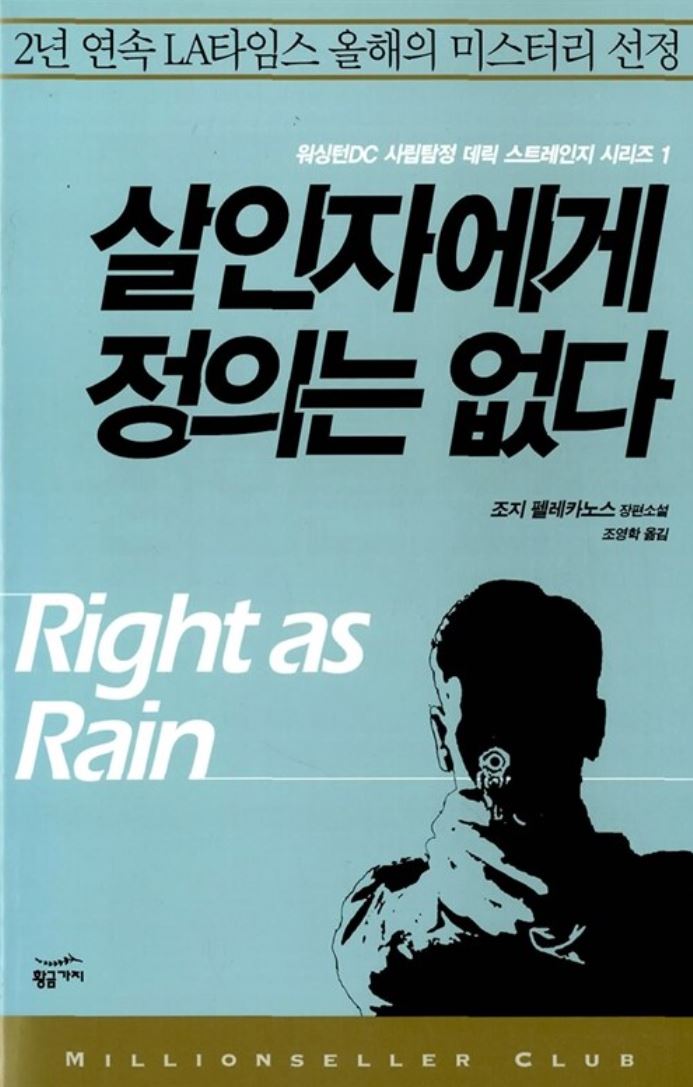 2년 연속 LA타임스 올해의 미스터리 선정
워싱턴DC 사립탐정 데릭 스트레인지 시리즈 1
살인자에게
정의는 없다
조지 펠레카노스 장편소설
조영학 옮김
Right as
Rain
황금가지
MILLIONSELLER CLUB